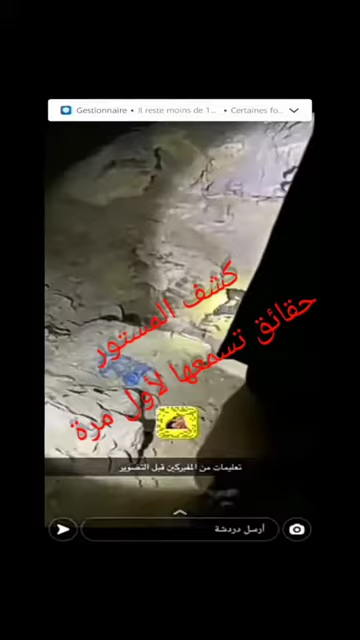 Gestionnaire • Il reste moins de 1... • Certaines fo...
كشف المستور
حقائق تسمعها لأول مرة
تعليمات من المفبركين قبل التصوير
أرسل دردشة